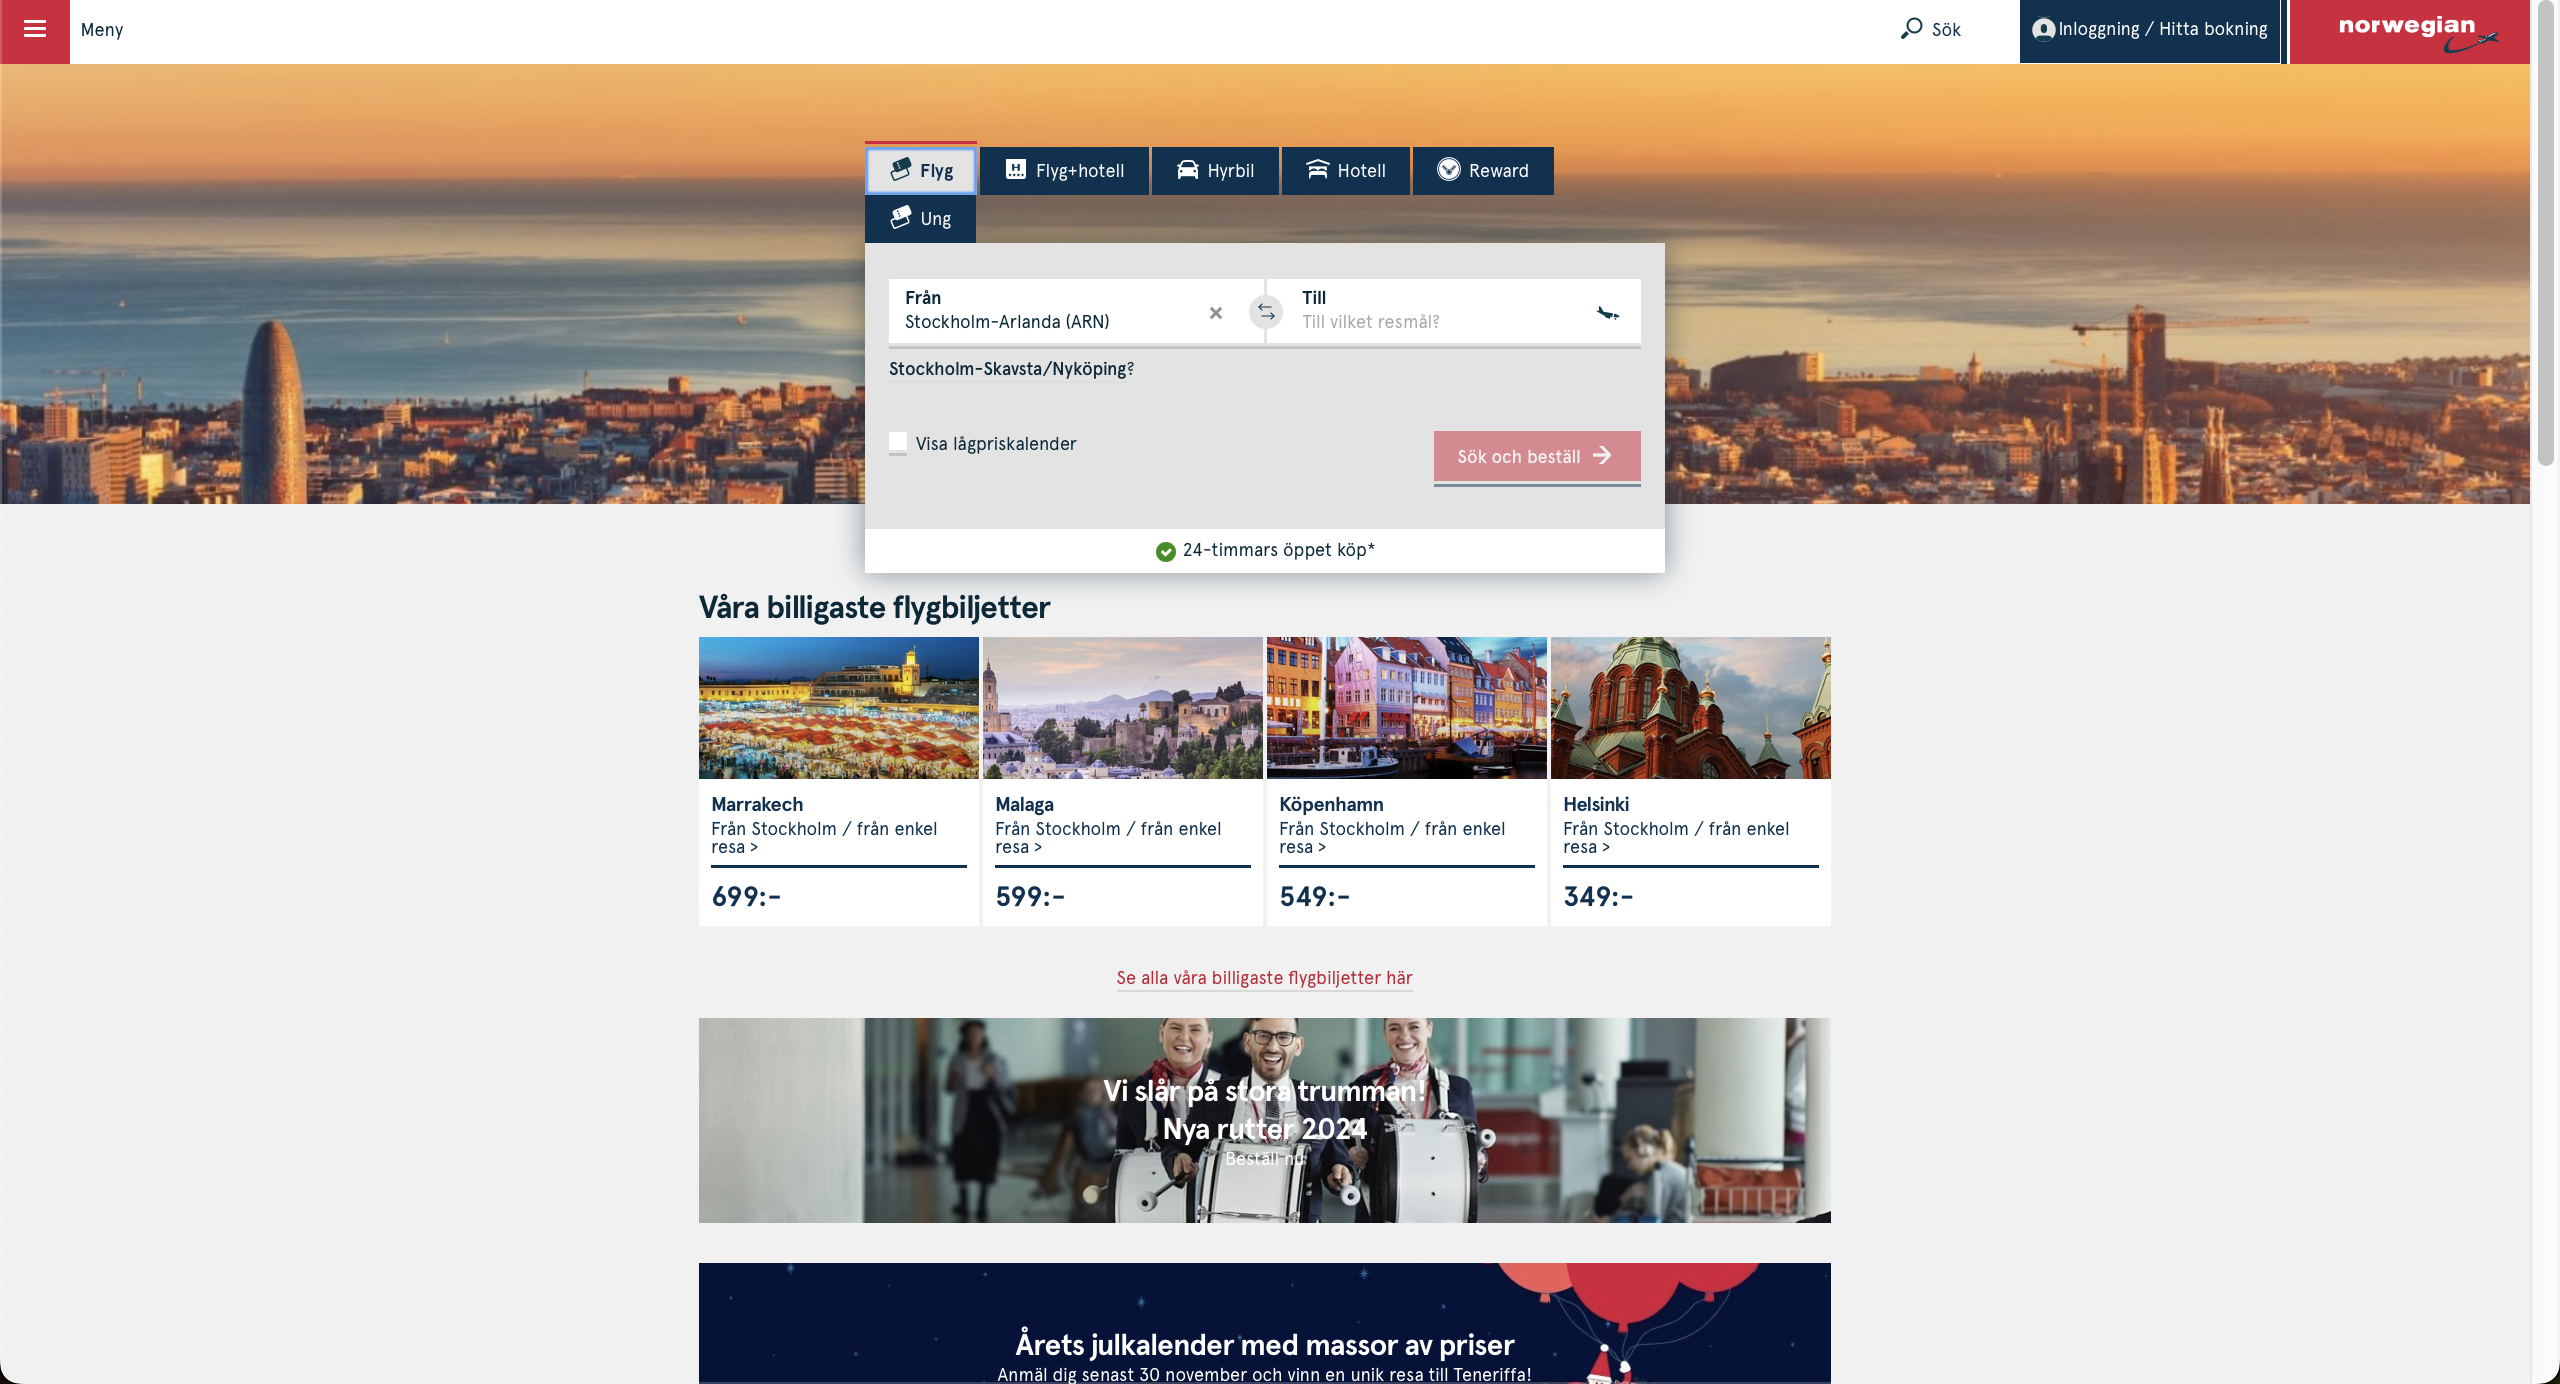 Meny
Sök
Inloggning / Hitta bokning
norwegian
Flyg
Flyg+hotell
Hyrbil
Hotell
Reward
Ung
Från
Stockholm-Arlanda (ARN)
Till
Till vilket resmål?
Stockholm-Skavsta/Nyköping?
Visa lågpriskalender
Sök och beställ
24-timmars öppet köp*
Våra billigaste flygbiljetter
Marrakech
Från Stockholm / från enkel
resa >
699:-
Malaga
Från Stockholm / från enkel
resa >
599:-
Köpenhamn
Från Stockholm / från enkel
resa >
549:-
Helsinki
Från Stockholm / från enkel
resa >
349:-
Se alla våra billigaste flygbiljetter här
Vi slår på stora trumman!
Nya rutter 2024
Beställ nu
Årets julkalender med massor av priser
Anmäl dig senast 30 november och vinn en unik resa till Teneriffa!